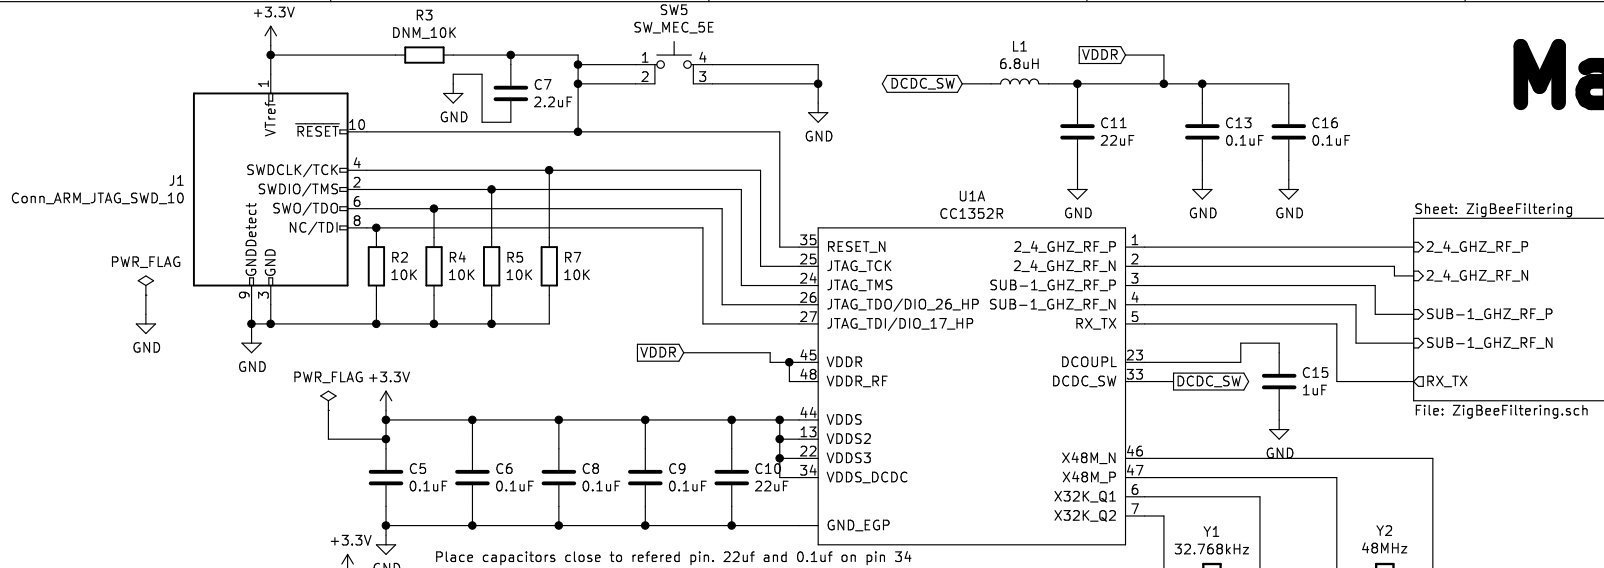 +3.3V
R3
DNM_10K
SW5
SW_MEC_5E
1
4
2
3
C7
2.2uF
GND
GND
L1
6.8uH
VDDR
DCDC_SW
C11
22uF
C13
0.1uF
C16
0.1uF
GND
GND
GND
Ma
1
VTref
RESET 10
SWDCLK/TCK 4
SWDIO/TMS 2
SWO/TDO 6
NC/TDI 8
J1
Conn_ARM_JTAG_SWD_10
GNDDetect
GND
9
3
R2
10K
R4
10K
R5
10K
R7
10K
PWR_FLAG
GND
GND
U1A
CC1352R
35 RESET_N
25 JTAG_TCK
24 JTAG_TMS
26 JTAG_TDO/DIO_26_HP
27 JTAG_TDI/DIO_17_HP
VDDR
45 VDDR
48 VDDR_RF
44 VDDS
13 VDDS2
22 VDDS3
34 VDDS_DCDC
GND_EGP
2_4_GHZ_RF_P 1
2_4_GHZ_RF_N 2
SUB-1_GHZ_RF_P 3
SUB-1_GHZ_RF_N 4
RX_TX 5
DCOUPL 23
DCDC_SW 33
DCDC_SW
X48M_N 46
X48M_P 47
X32K_Q1 6
X32K_Q2 7
C15
1uF
GND
Sheet: ZigBeeFiltering
2_4_GHZ_RF_P
2_4_GHZ_RF_N
SUB-1_GHZ_RF_P
SUB-1_GHZ_RF_N
RX_TX
File: ZigBeeFiltering.sch
PWR_FLAG
+3.3V
C5
0.1uF
C6
0.1uF
C8
0.1uF
C9
0.1uF
C10
22uF
+3.3V
GND
Place capacitors close to refered pin. 22uf and 0.1uf on pin 34
Y1
32.768kHz
Y2
48MHz